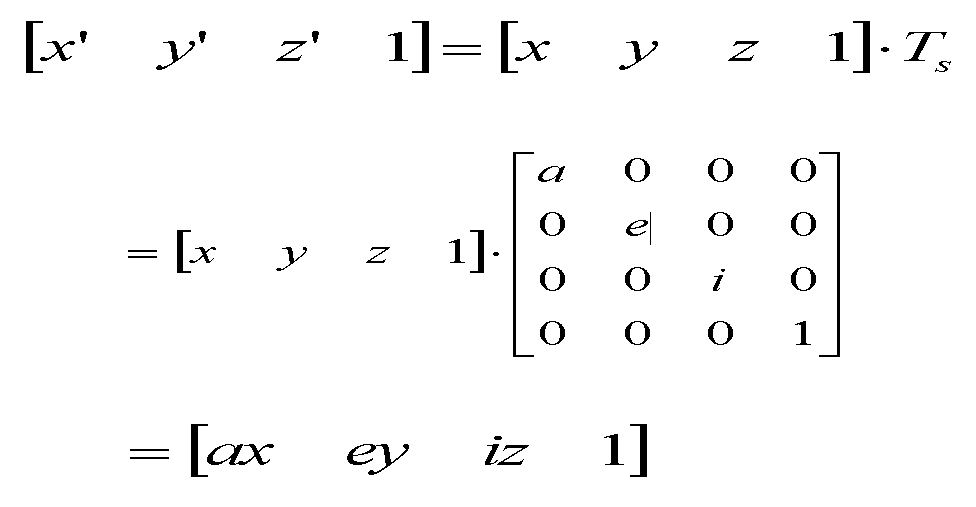 [x' y' z' 1] = [x y z 1] · Ts
= [x y z 1] ·
[a 0 0 0
0 e| 0 0
0 0 i 0
0 0 0 1]
= [ax ey iz 1]